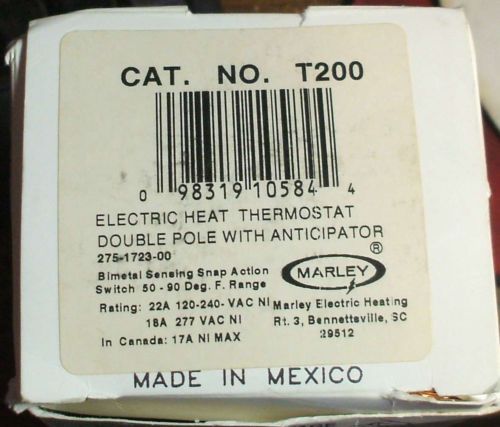 CAT. NO. T200
0 98319 10584 4
ELECTRIC HEAT THERMOSTAT
DOUBLE POLE WITH ANTICIPATOR
275-1723-00
Bimetal Sensing Snap Action
Switch 50 - 90 Deg. F. Range
MARLEY ®
Rating: 22A 120-240- VAC NI
18A 277 VAC NI
In Canada: 17A NI MAX
Marley Electric Heating
Rt. 3, Bennettsville, SC
29512
MADE IN MEXICO